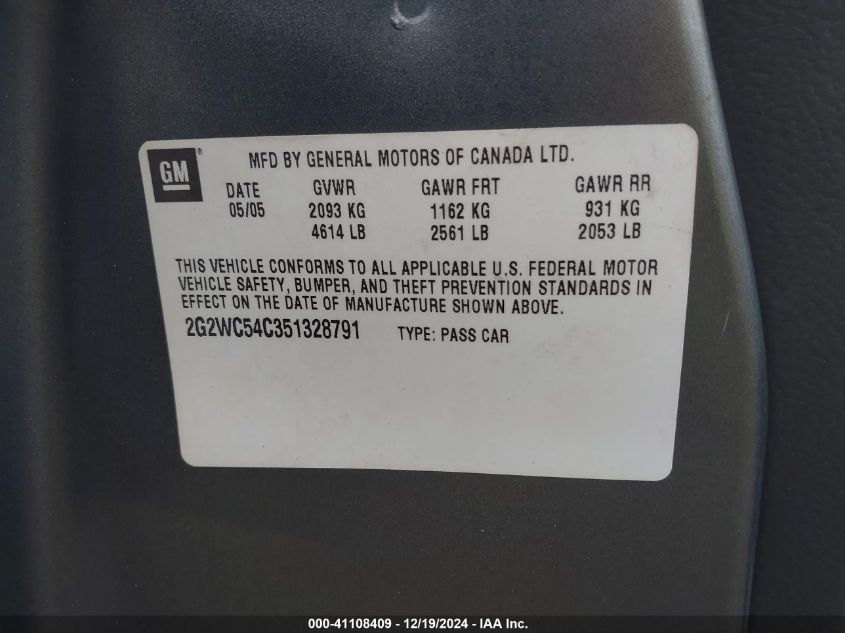 GM ® MFD BY GENERAL MOTORS OF CANADA LTD.
DATE GVWR GAWR FRT GAWR RR
05/05 2093 KG 1162 KG 931 KG
4614 LB 2561 LB 2053 LB
THIS VEHICLE CONFORMS TO ALL APPLICABLE U.S. FEDERAL MOTOR
VEHICLE SAFETY, BUMPER, AND THEFT PREVENTION STANDARDS IN
EFFECT ON THE DATE OF MANUFACTURE SHOWN ABOVE.
2G2WC54C351328791 TYPE: PASS CAR
000-41108409 - 12/19/2024 - IAA Inc.